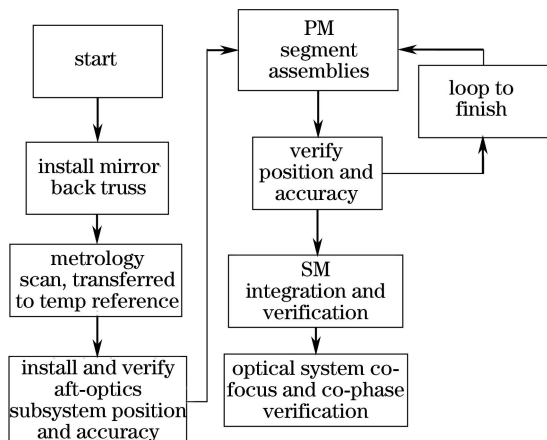 start
install mirror
back truss
metrology
scan, transferred
to temp reference
install and verify
aft-optics
subsystem position
and accuracy
PM
segment
assemblies
loop to
finish
verify
position and
accuracy
SM
integration and
verification
optical system co-
focus and co-phase
verification